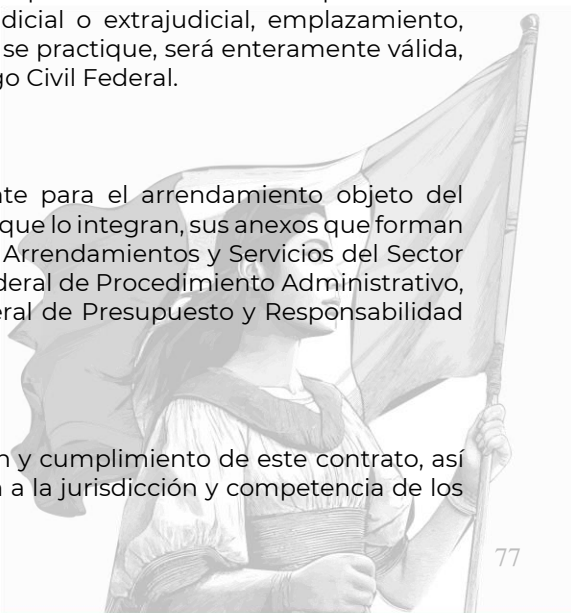 dicial o extrajudicial, emplazamiento,
se practique, será enteramente válida,
go Civil Federal.
te para el arrendamiento objeto del
que lo integran, sus anexos que forman
Arrendamientos y Servicios del Sector
deral de Procedimiento Administrativo,
ral de Presupuesto y Responsabilidad
n y cumplimiento de este contrato, así
a la jurisdicción y competencia de los
77